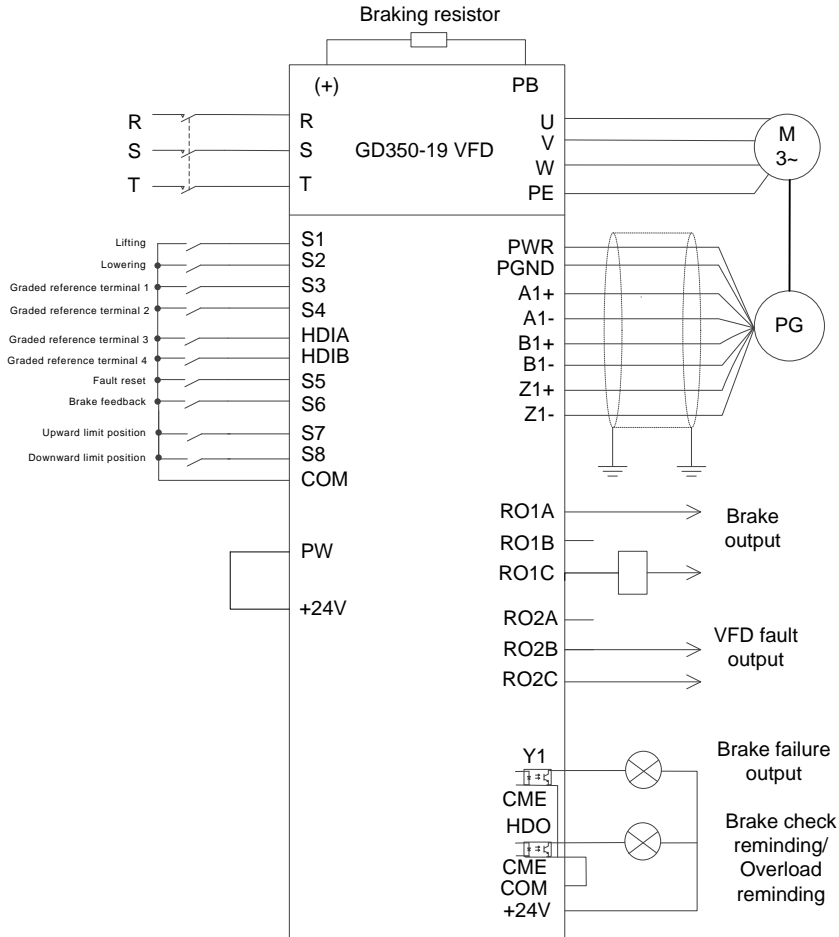 Braking resistor
(+) PB
R R U M
S S GD350-19 VFD V 3~
T T W
PE
Lifting S1 PWR
Lowering S2 PGND
Graded reference terminal 1 S3 A1+
Graded reference terminal 2 S4 A1-
Graded reference terminal 3 HDIA B1+ PG
Graded reference terminal 4 HDIB B1-
Fault reset S5 Z1+
Brake feedback S6 Z1-
Upward limit position S7
Downward limit position S8
COM
RO1A Brake
PW RO1B output
RO1C
+24V RO2A
RO2B VFD fault
RO2C output
Y1 Brake failure
CME output
HDO Brake check
CME reminding/
COM Overload
+24V reminding